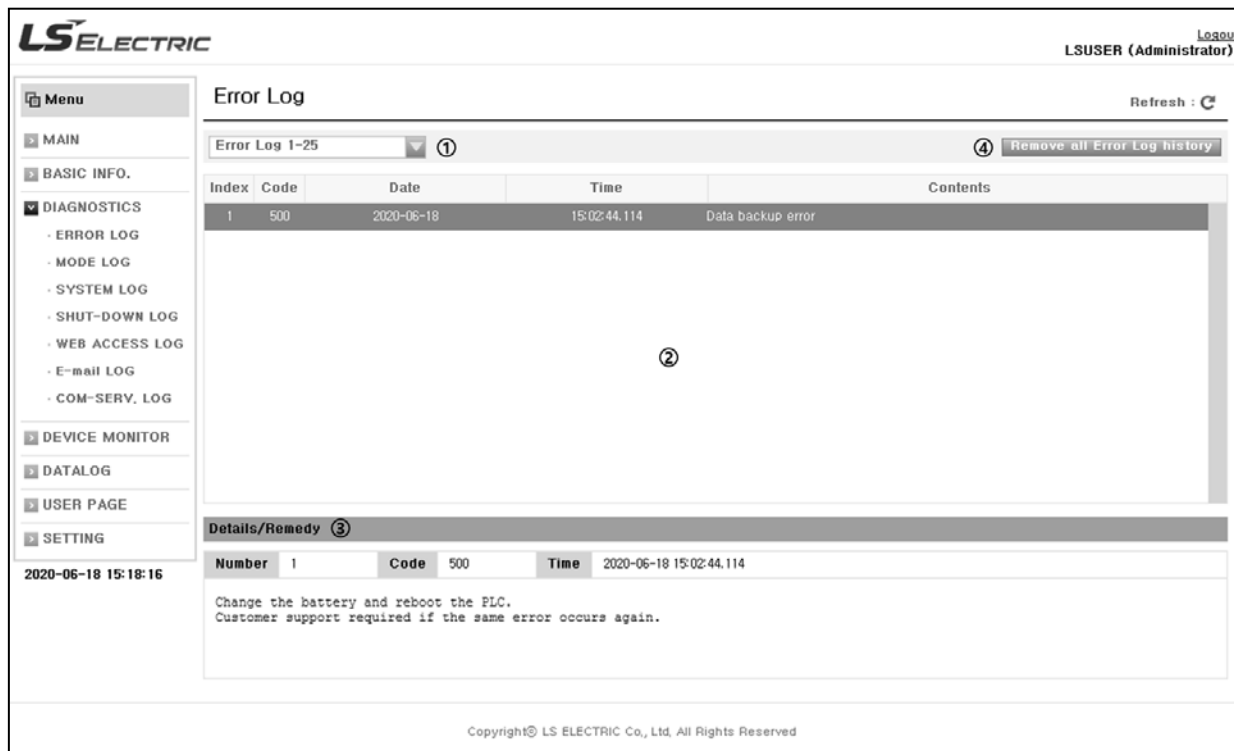 LS ELECTRIC
Logou
LSUSER (Administrator)
Menu
MAIN
BASIC INFO.
DIAGNOSTICS
· ERROR LOG
· MODE LOG
· SYSTEM LOG
· SHUT-DOWN LOG
· WEB ACCESS LOG
· E-mail LOG
· COM-SERV. LOG
DEVICE MONITOR
DATALOG
USER PAGE
SETTING
2020-06-18 15:18:16
Error Log
Refresh :
Error Log 1-25 ① ④ Remove all Error Log history
Index Code Date Time Contents
1 500 2020-06-18 15:02:44.114 Data backup error
②
Details/Remedy ③
Number 1 Code 500 Time 2020-06-18 15:02:44.114
Change the battery and reboot the PLC.
Customer support required if the same error occurs again.
Copyright© LS ELECTRIC Co., Ltd, All Rights Reserved